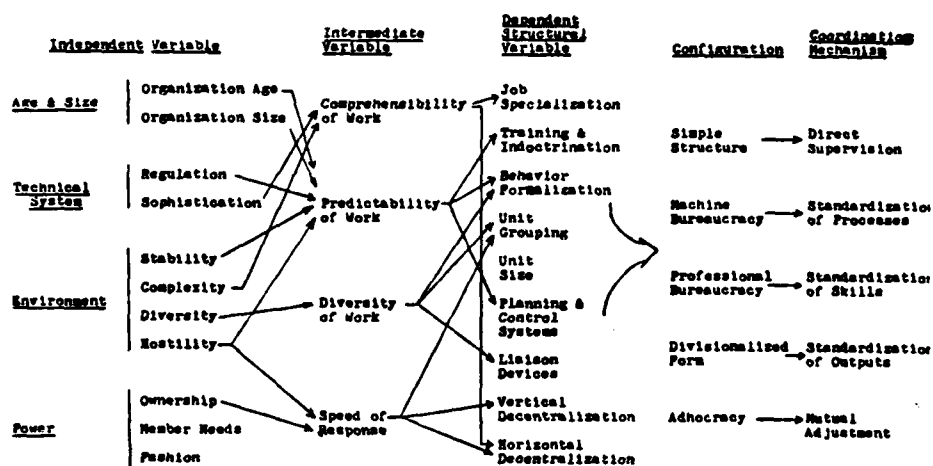 Independent Variable
Intermediate
Variable
Dependent
Structural
Variable
Configuration
Coordinating
Mechanism
Age & Size
Organization Age
Organization Size
Technical
System
Regulation
Sophistication
Environment
Stability
Complexity
Diversity
Hostility
Power
Ownership
Member Needs
Fashion
Comprehensibility
of Work
Predictability
of Work
Diversity
of Work
Speed of
Response
Job
Specialization
Training &
Indoctrination
Behavior
Formalization
Unit
Grouping
Unit
Size
Planning &
Control
Systems
Liaison
Devices
Vertical
Decentralization
Horizontal
Decentralization
Simple
Structure
Direct
Supervision
Machine
Bureaucracy
Standardization
of Processes
Professional
Bureaucracy
Standardization
of Skills
Divisionalized
Form
Standardization
of Outputs
Adhocracy
Mutual
Adjustment